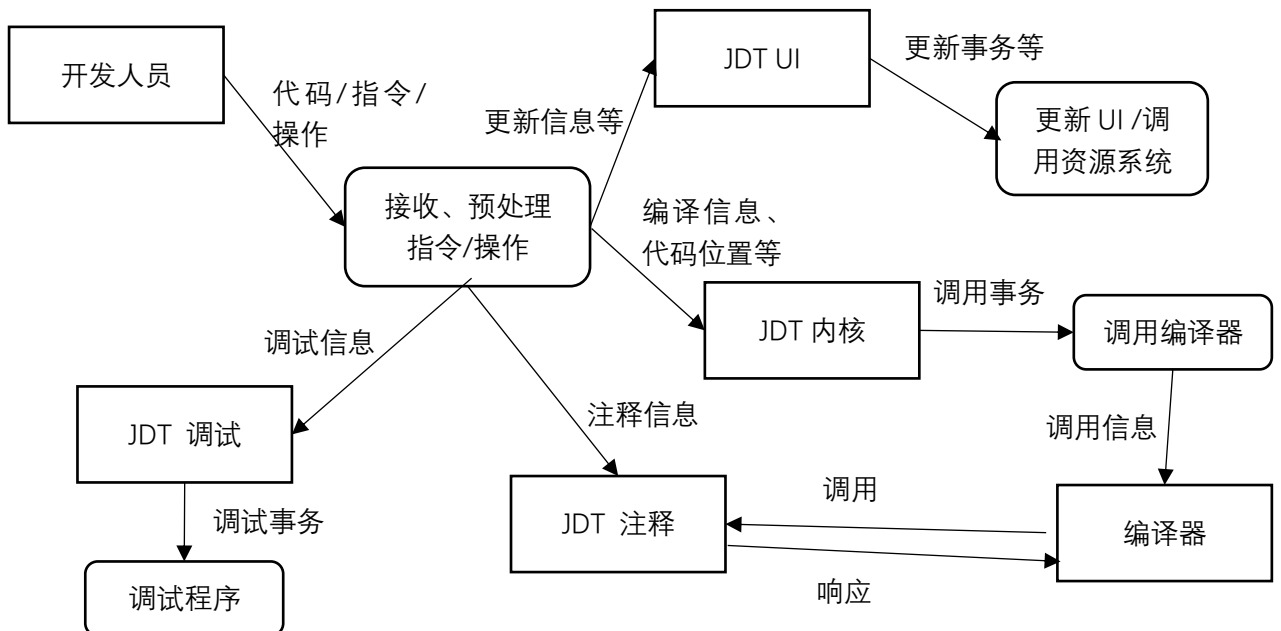 开发人员
代码/指令/
操作
JDT UI
更新事务等
更新信息等
更新 UI /调
用资源系统
接收、预处理
指令/操作
编译信息、
代码位置等
JDT 内核
调用事务
调用编译器
调试信息
注释信息
调用信息
JDT 调试
调试事务
调试程序
JDT 注释
调用
响应
编译器